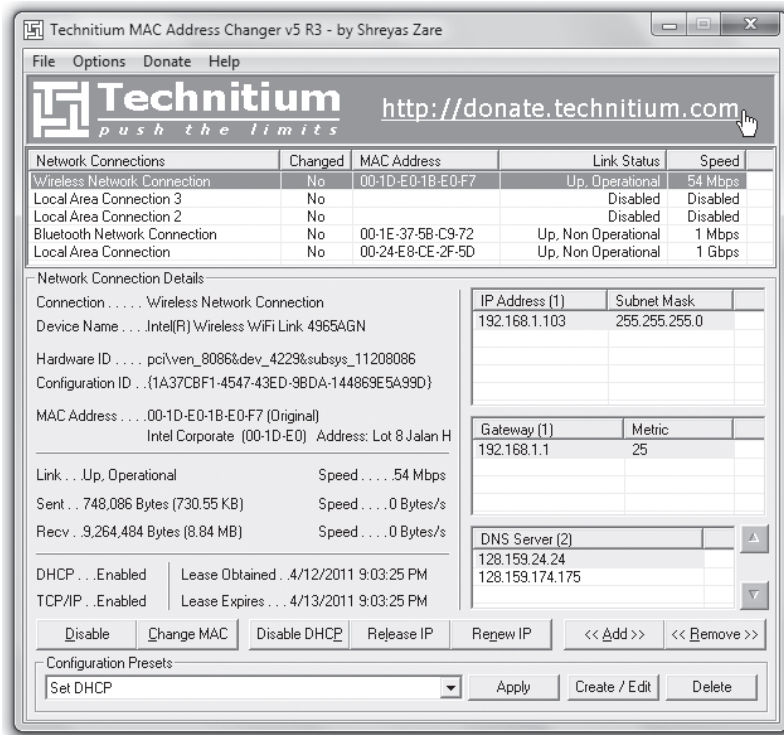 Technitium MAC Address Changer v5 R3 - by Shreyas Zare
File Options Donate Help
Technitium
push the limits
http://donate.technitium.com
Network Connections Changed MAC Address Link Status Speed
Wireless Network Connection No 00-1D-E0-1B-E0-F7 Up, Operational 54 Mbps
Local Area Connection 3 No Disabled Disabled
Local Area Connection 2 No Disabled Disabled
Bluetooth Network Connection No 00-1E-37-5B-C9-72 Up, Non Operational 1 Mbps
Local Area Connection No 00-24-E8-CE-2F-5D Up, Non Operational 1 Gbps
Network Connection Details
Connection . . . . . Wireless Network Connection
Device Name . . . .Intel(R) Wireless WiFi Link 4965AGN
Hardware ID . . . . pci\ven_8086&dev_4229&subsys_11208086
Configuration ID . .{1A37CBF1-4547-43ED-9BDA-144869E5A99D}
MAC Address . . . .00-1D-E0-1B-E0-F7 (Original)
Intel Corporate (00-1D-E0) Address: Lot 8 Jalan H
Link . . .Up, Operational Speed . . . . .54 Mbps
Sent . . 748,086 Bytes (730.55 KB) Speed . . . .0 Bytes/s
Recv . .9,264,484 Bytes (8.84 MB) Speed . . . .0 Bytes/s
DHCP . . .Enabled Lease Obtained . .4/12/2011 9:03:25 PM
TCP/IP . .Enabled Lease Expires . . . 4/13/2011 9:03:25 PM
IP Address (1) Subnet Mask
192.168.1.103 255.255.255.0
Gateway (1) Metric
192.168.1.1 25
DNS Server (2)
128.159.24.24
128.159.174.175
Disable Change MAC Disable DHCP Release IP Renew IP << Add >> << Remove >>
Configuration Presets
Set DHCP Apply Create / Edit Delete